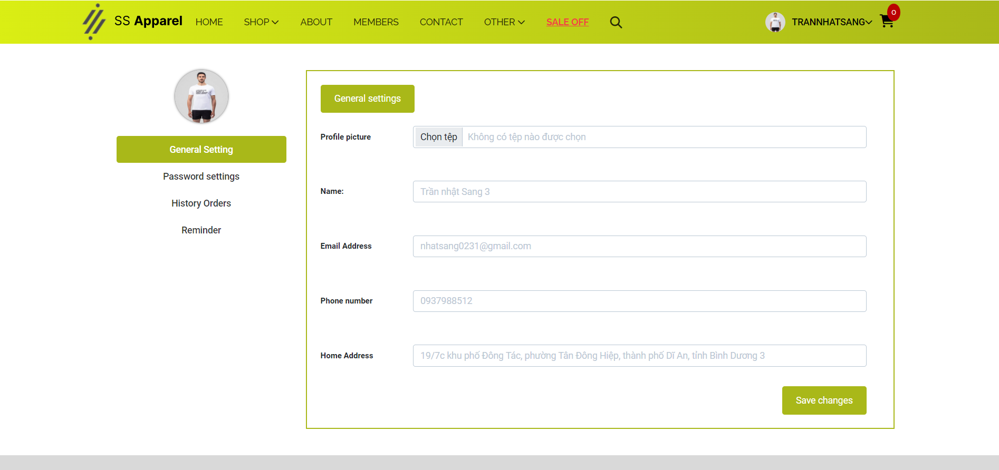 SS Apparel HOME SHOP ABOUT MEMBERS CONTACT OTHER SALE OFF TRANNHATSANG 0
General Setting
Password settings
History Orders
Reminder
General settings
Profile picture Chọn tệp Không có tệp nào được chọn
Name: Trần nhật Sang 3
Email Address nhatsang0231@gmail.com
Phone number 0937988512
Home Address 19/7c khu phố Đông Tác, phường Tân Đông Hiệp, thành phố Dĩ An, tỉnh Bình Dương 3
Save changes